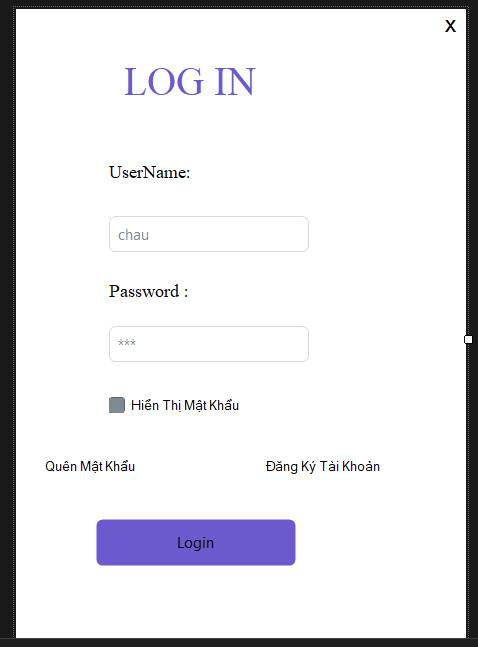 X
LOG IN
UserName:
chau
Password :
***
Hiển Thị Mật Khẩu
Quên Mật Khẩu
Đăng Ký Tài Khoản
Login